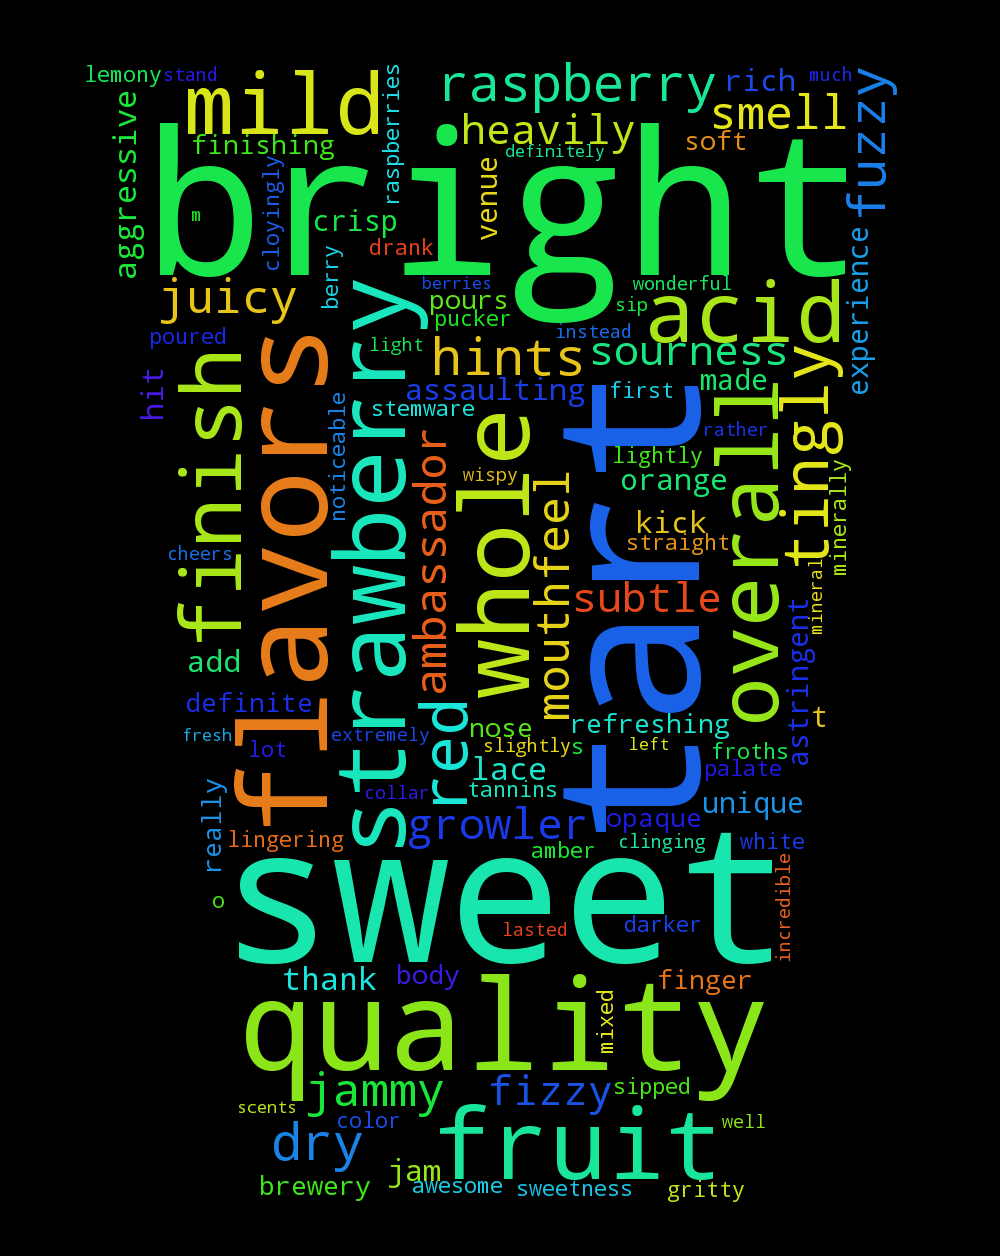 lemony stand mild raspberries raspberry rich much
smell fuzzy
heavily
aggressive finishing definitely soft
bright
cloyingly venue
m crisp
drank
experience
berry berries wonderful
juicy pours sip acid
pucker
poured light instead
hints sourness
hit finish flavors strawberry assaulting first made tingly
noticeable stemware whole tart overall
rather
ambassador lightly minerally
wispy orange
mouthfeel kick
straight
cheers mineral
subtle
astringent
add
definite red nose refreshing t
fresh extremely slightly s left froths
lot lace palate
really collar tannins unique
growler opaque
lingering amber clinging white
sweet incredible
o
lasted darker
thank body finger
quality mixed
jammy fizzy sipped
scents color fruit well
dry
jam
brewery awesome sweetness gritty